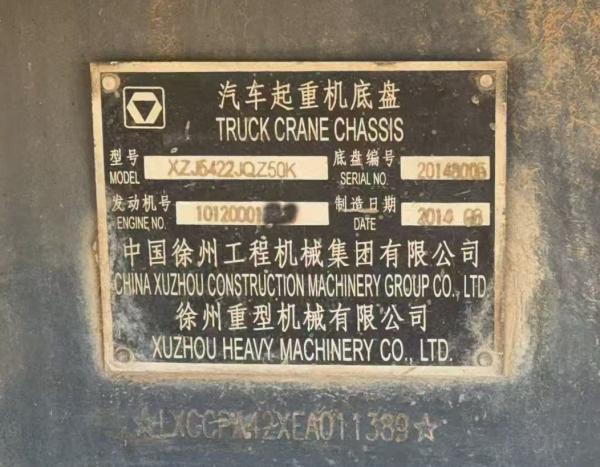 汽车起重机底盘
TRUCK CRANE CHASSIS
型号 XZJ5422JQZ50K 底盘编号
MODEL SERIAL NO.
发动机号 制造日期 2014
ENGINE NO. DATE
中国徐州工程机械集团有限公司
CHINA XUZHOU CONSTRUCTION MACHINERY GROUP CO., LTD.
徐州重型机械有限公司
XUZHOU HEAVY MACHINERY CO., LTD.